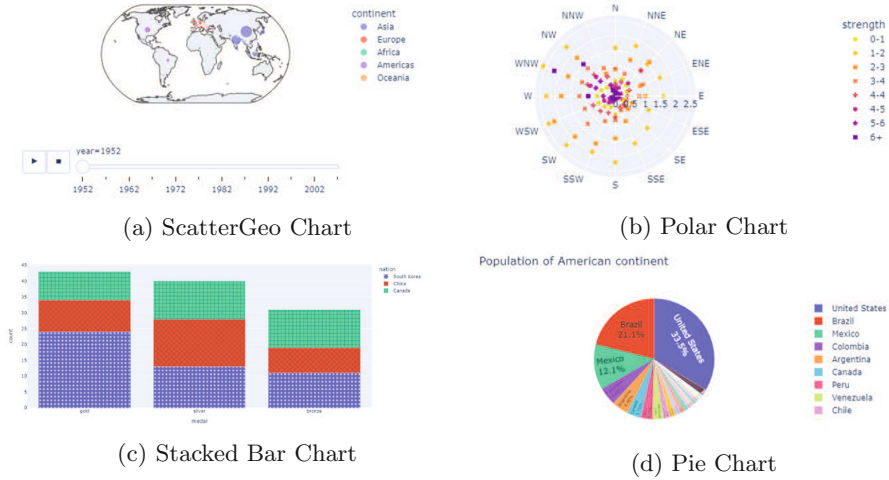 continent
Asia
Europe
Africa
Americas
Oceania
year=1952
1952 1962 1972 1982 1992 2002
(a) ScatterGeo Chart
N
NNE
NE
ENE
E
ESE
SE
SSE
S
SSW
SW
WSW
W
WNW
NW
NNW
0 0.5 1 1.5 2 2.5
strength
0-1
1-2
2-3
3-4
4-4
4-5
5-6
6+
(b) Polar Chart
45
40
35
30
25
20
15
10
5
0
count
gold silver bronze
medal
nation
South Korea
China
Canada
(c) Stacked Bar Chart
Population of American continent
United States
33.5%
Brazil
21.1%
Mexico
12.1%
United States
Brazil
Mexico
Colombia
Argentina
Canada
Peru
Venezuela
Chile
(d) Pie Chart